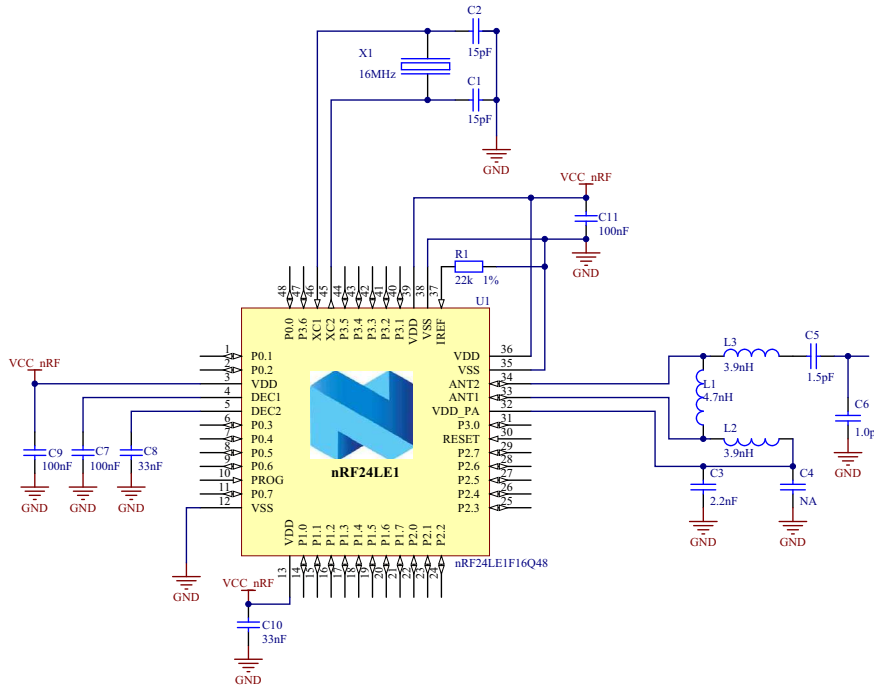 C2
15pF
X1
16MHz
C1
15pF
GND
VCC_nRF
C11
100nF
GND
R1
22k 1%
U1
48 47 46 45 44 43 42 41 40 39 38 37
P0.0 P3.6 XC1 XC2 P3.5 P3.4 P3.3 P3.2 P3.1 VDD VSS IREF
1 P0.1
2 P0.2
3 VDD
4 DEC1
5 DEC2
6 P0.3
7 P0.4
8 P0.5
9 P0.6
10 PROG
11 P0.7
12 VSS
VDD 36
VSS 35
ANT2 34
ANT1 33
VDD_PA 32
P3.0 31
RESET 30
P2.7 29
P2.6 28
P2.5 27
P2.4 26
P2.3 25
nRF24LE1
VDD P1.0 P1.1 P1.2 P1.3 P1.4 P1.5 P1.6 P1.7 P2.0 P2.1 P2.2
13 14 15 16 17 18 19 20 21 22 23 24
nRF24LE1F16Q48
VCC_nRF
C9
100nF
C7
100nF
C8
33nF
GND
GND
GND
GND
VCC_nRF
C10
33nF
GND
L3
3.9nH
C5
1.5pF
L1
4.7nH
C6
1.0p
GND
L2
3.9nH
C3
2.2nF
GND
C4
NA
GND